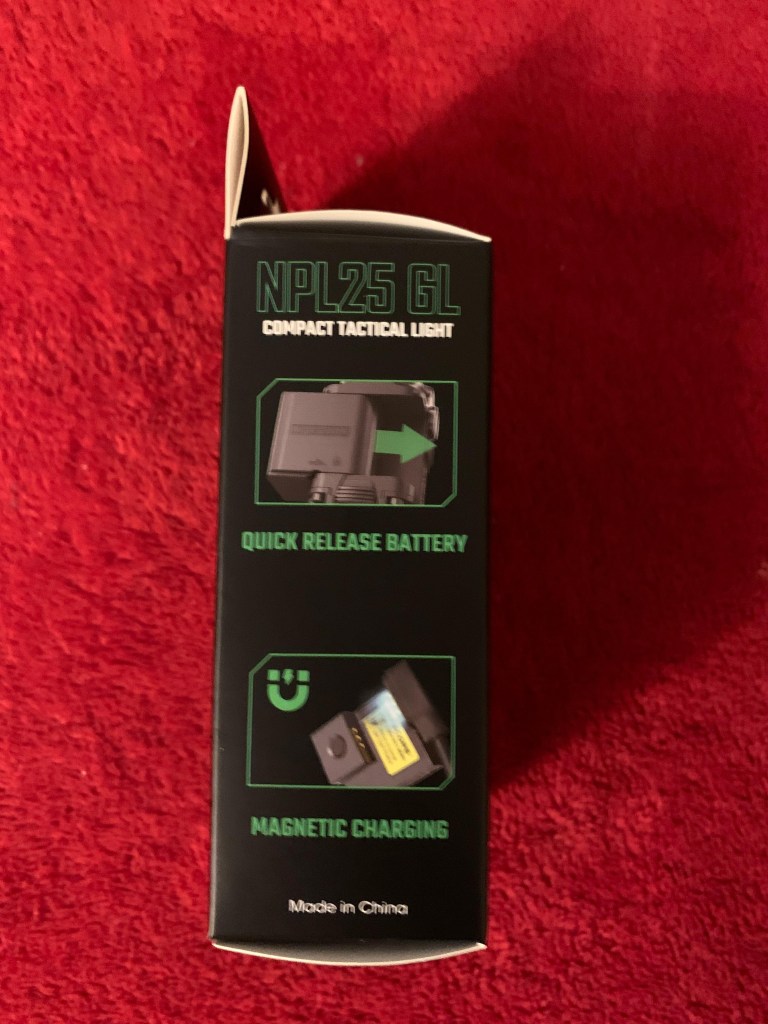 NPL25 GL
COMPACT TACTICAL LIGHT
QUICK RELEASE BATTERY
MAGNETIC CHARGING
Made in China